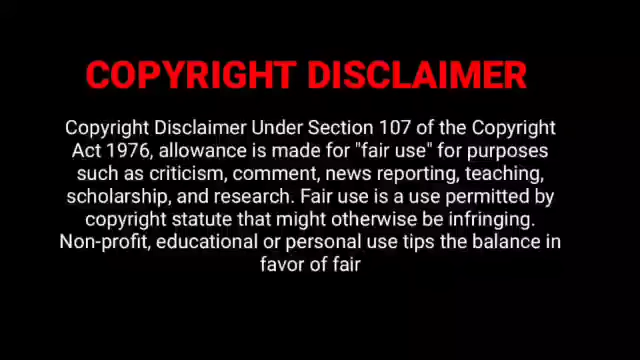 COPYRIGHT DISCLAIMER
Copyright Disclaimer Under Section 107 of the Copyright
Act 1976, allowance is made for "fair use" for purposes
such as criticism, comment, news reporting, teaching,
scholarship, and research. Fair use is a use permitted by
copyright statute that might otherwise be infringing.
Non-profit, educational or personal use tips the balance in
favor of fair